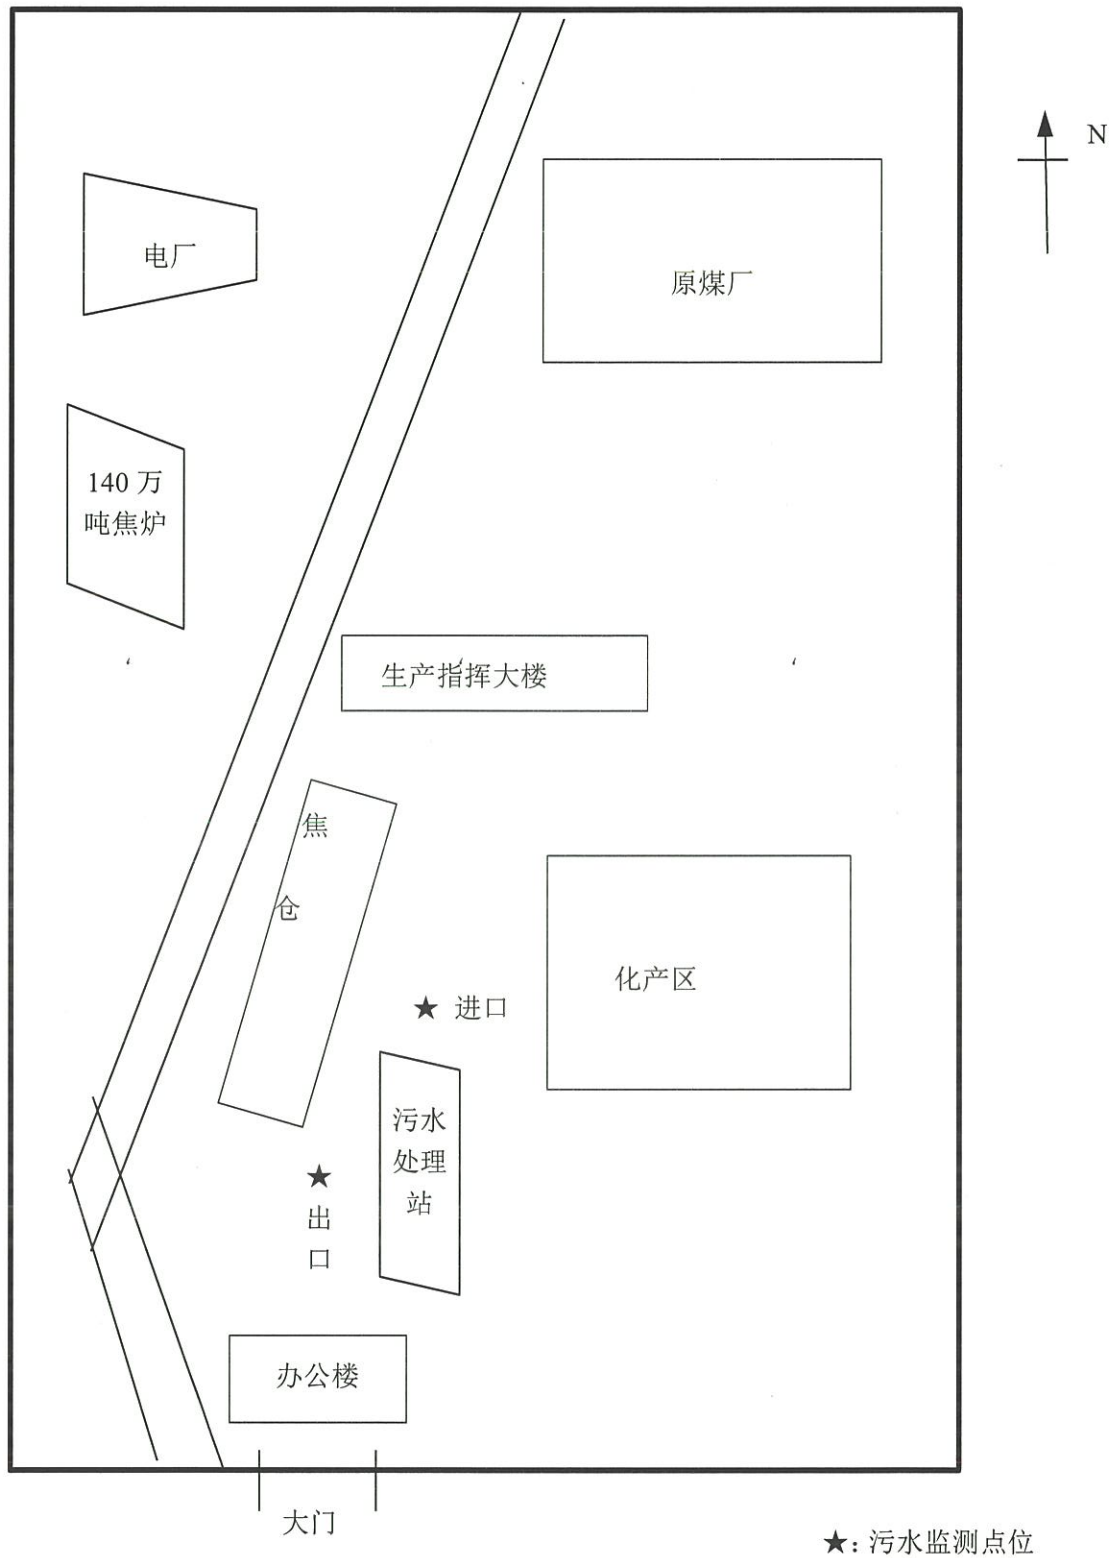 N
电厂
原煤厂
140 万
吨焦炉
生产指挥大楼
焦
仓
化产区
★ 进口
污水
处理
站
★
出
口
办公楼
大门
★: 污水监测点位